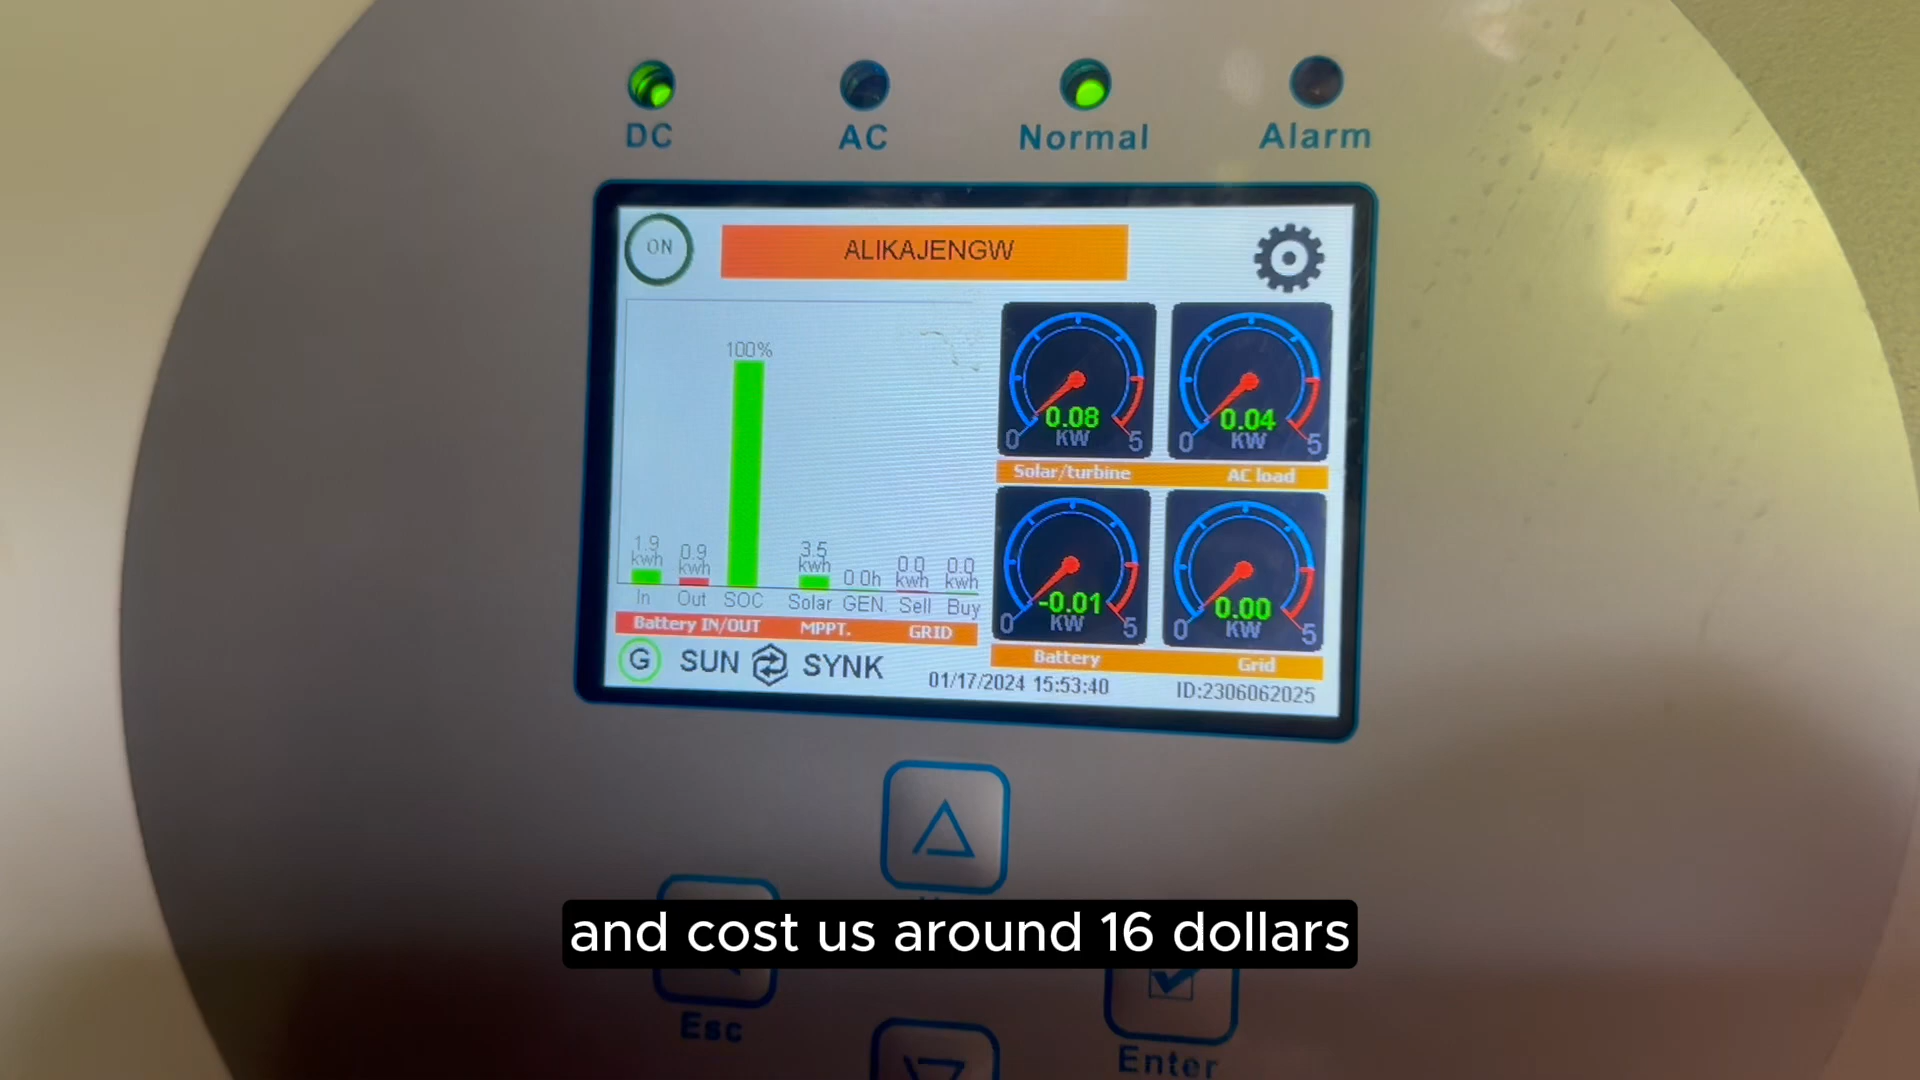 DC
AC
Normal
Alarm
ON
ALIKAJENGW
100%
1.9 kwh
0.9 kwh
3.5 kwh
0 0h
0.0 kwh
0.0 kwh
In
Out
SOC
Solar
GEN.
Sell
Buy
Battery IN/OUT
MPPT.
GRID
0.08
KW
0
5
0.04
KW
0
5
Solar/turbine
AC load
-0.01
KW
0
5
0.00
KW
0
5
Battery
Grid
G
SUN SYNK
01/17/2024 15:53:40
ID:2306062025
and cost us around 16 dollars
Esc
Enter